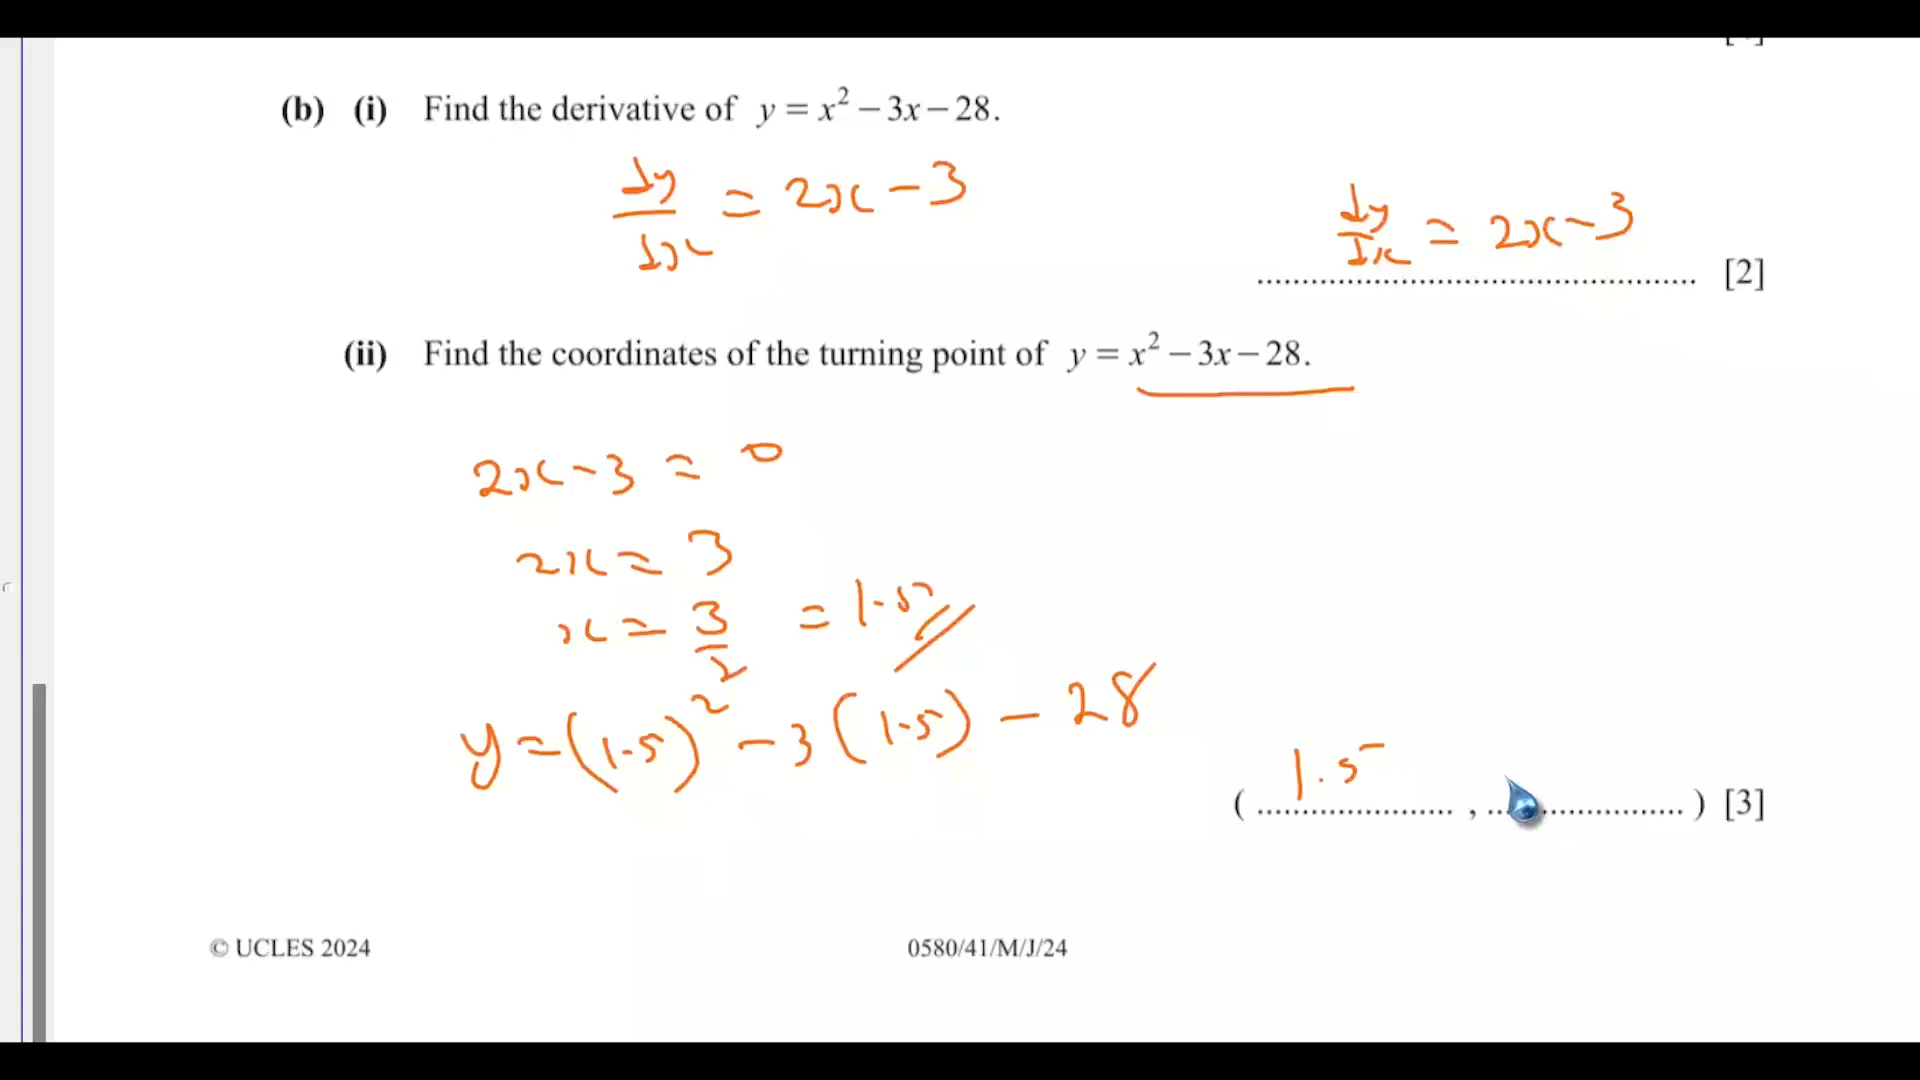 (b) (i) Find the derivative of y = x² − 3x − 28.
dy/dx = 2x − 3
dy/dx = 2x − 3
[2]
(ii) Find the coordinates of the turning point of y = x² − 3x − 28.
2x − 3 = 0
2x = 3
x = 3/2 = 1.5
y = (1.5)² − 3(1.5) − 28
( 1.5 , ) [3]
© UCLES 2024
0580/41/M/J/24